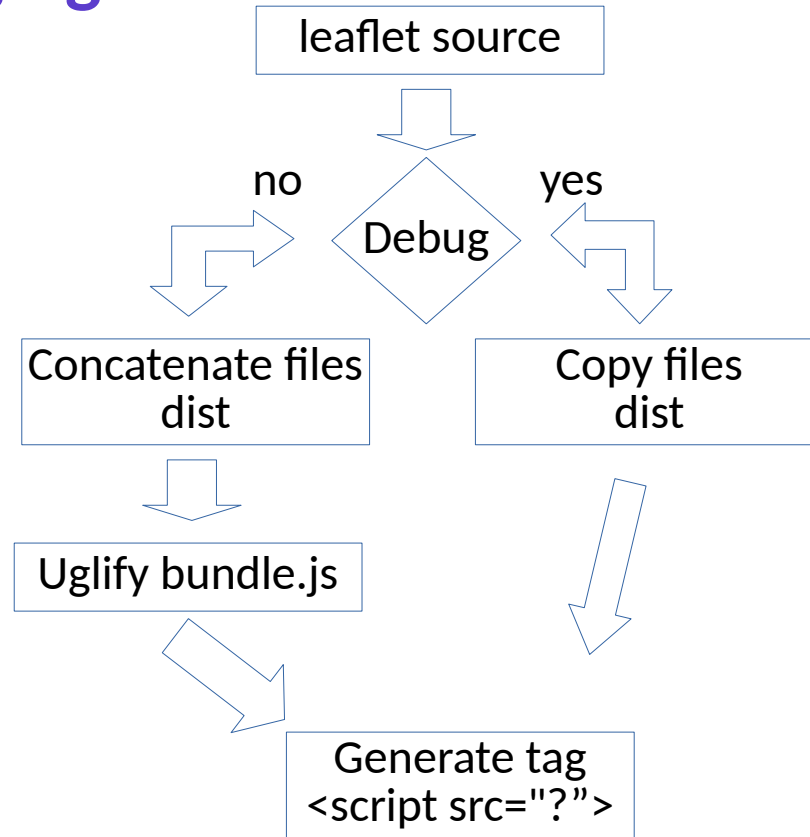 leaflet source
no
yes
Debug
Concatenate files
dist
Copy files
dist
Uglify bundle.js
Generate tag
<script src="?”>